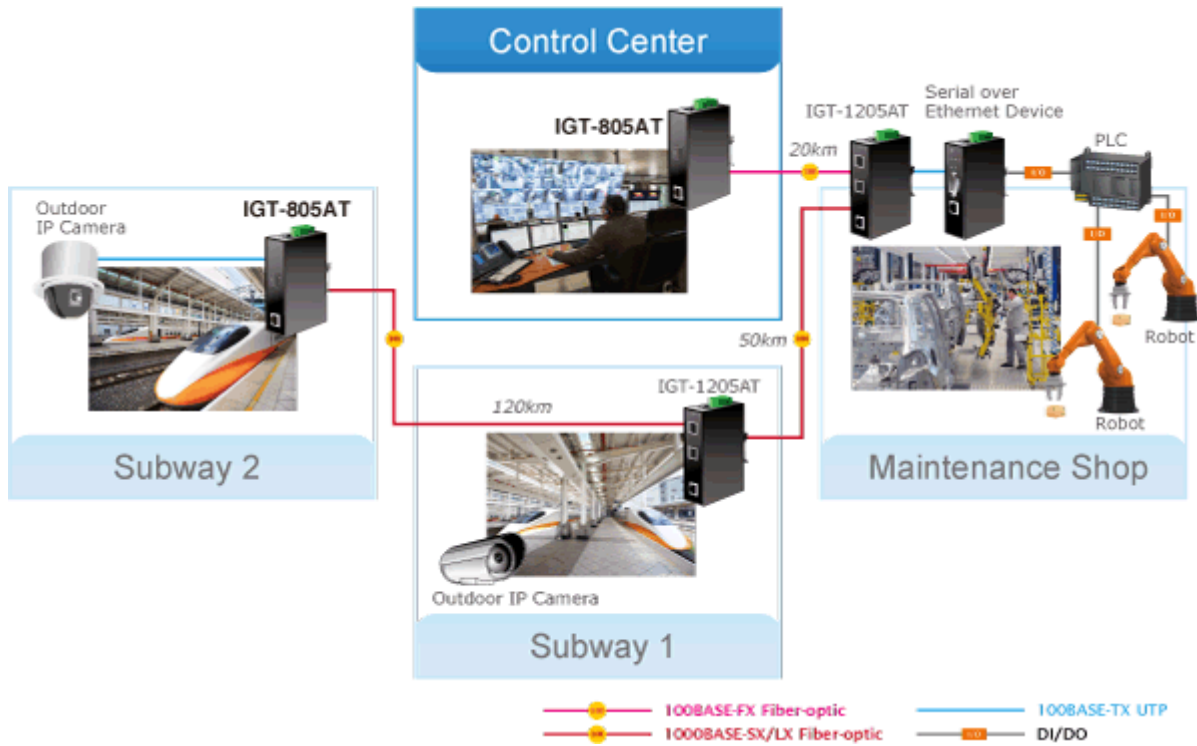 Control Center
IGT-805AT
20km
IGT-1205AT
Serial over
Ethernet Device
PLC
I/O
I/O
I/O
Robot
Robot
Maintenance Shop
50km
Outdoor
IP Camera
IGT-805AT
Subway 2
120km
IGT-1205AT
Outdoor IP Camera
Subway 1
100BASE-FX Fiber-optic
100BASE-TX UTP
1000BASE-SX/LX Fiber-optic
I/O
DI/DO